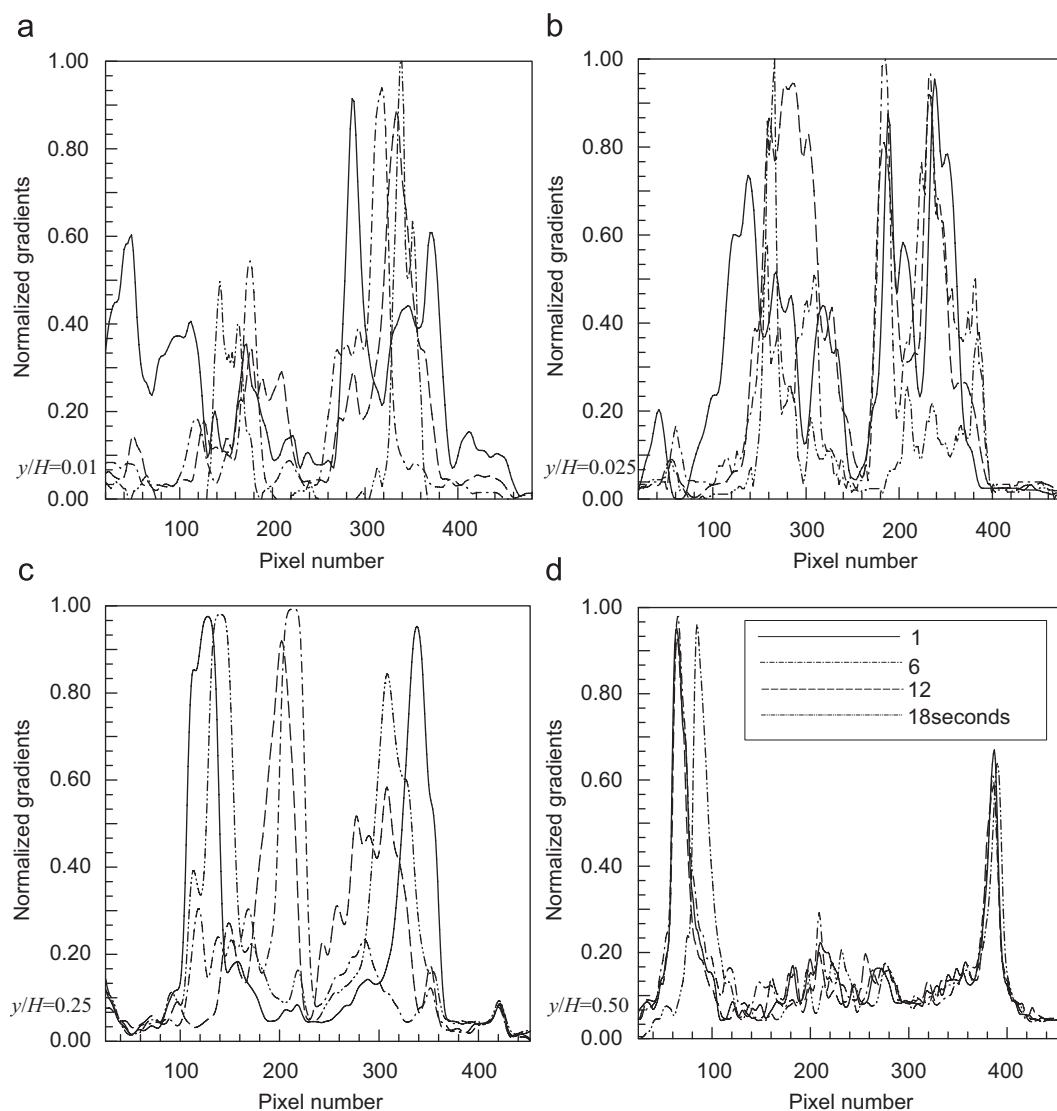 a
1.00
0.80
0.60
0.40
0.20
0.00
Normalized gradients
y/H=0.01
100 200 300 400
Pixel number
b
1.00
0.80
0.60
0.40
0.20
0.00
Normalized gradients
y/H=0.025
100 300 200 400
Pixel number
c
1.00
0.80
0.60
0.40
0.20
0.00
Normalized gradients
y/H=0.25
100 200 300 400
Pixel number
d
1.00
0.80
0.60
0.40
0.20
0.00
Normalized gradients
y/H=0.50
1
6
12
18seconds
100 200 300 400
Pixel number